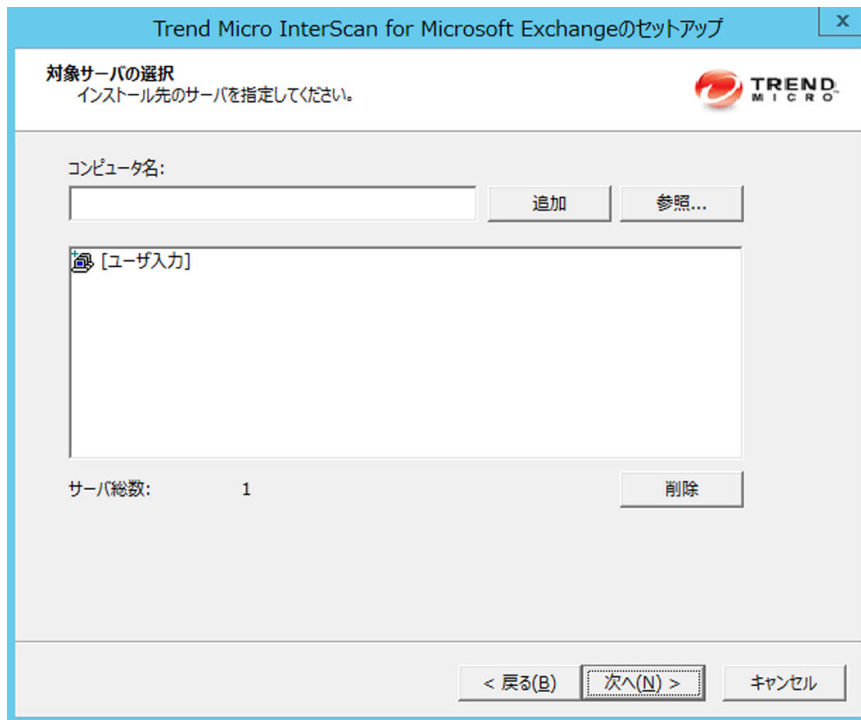 Trend Micro InterScan for Microsoft Exchangeのセットアップ
x
対象サーバの選択
インストール先のサーバを指定してください。
TREND
MICRO
コンピュータ名:
追加
参照...
[ユーザ入力]
サーバ総数: 1
削除
< 戻る(B)
次へ(N) >
キャンセル